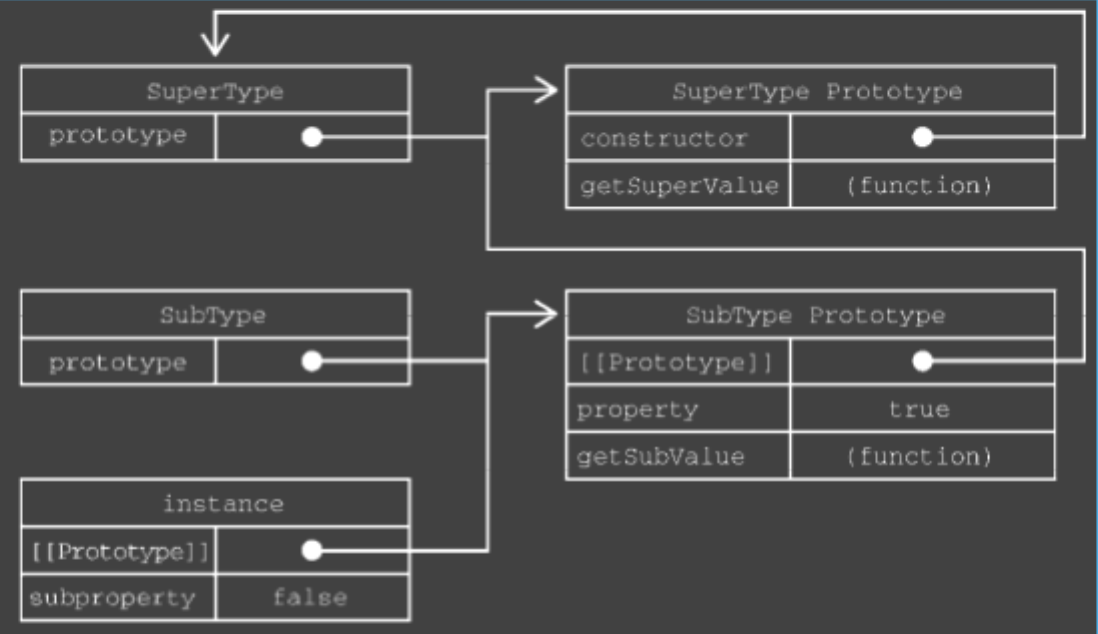 SuperType
prototype
SuperType Prototype
constructor
getSuperValue (function)
SubType
prototype
SubType Prototype
[[Prototype]]
property true
getSubValue (function)
instance
[[Prototype]]
subproperty false